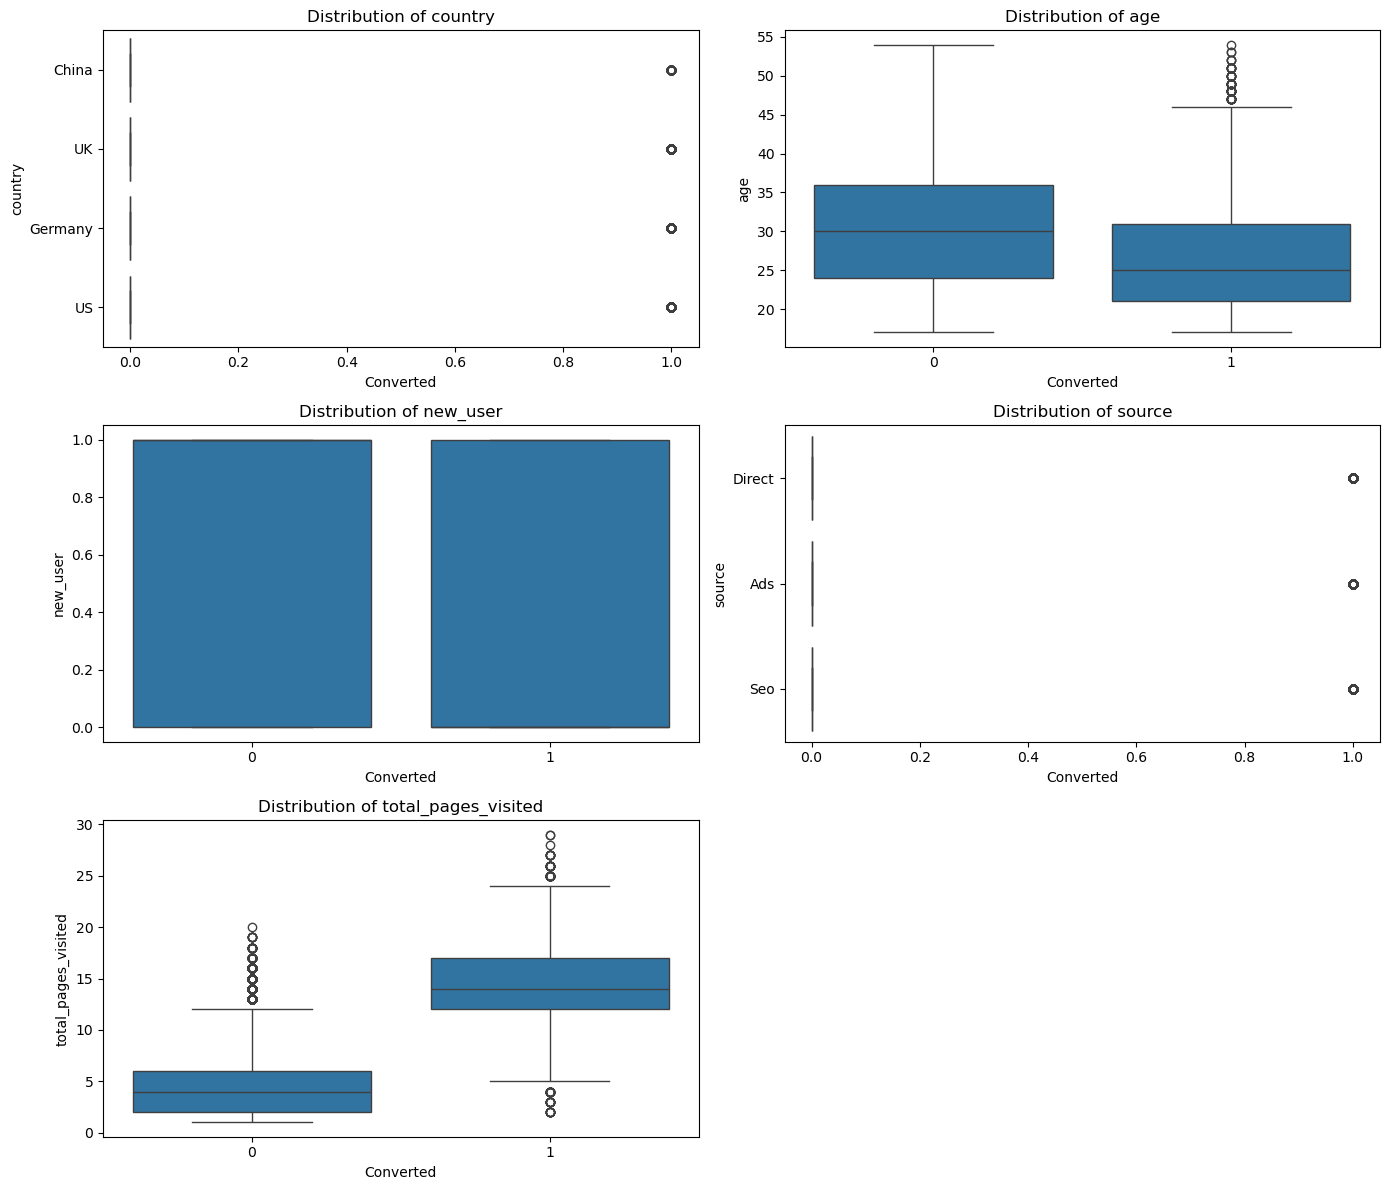 Distribution of country
China
UK
Germany
US
country
0.0 0.2 0.4 0.6 0.8 1.0
Converted
Distribution of age
55
50
45
40
35
30
25
20
age
0 1
Converted
Distribution of new_user
1.0
0.8
0.6
0.4
0.2
0.0
new_user
0 1
Converted
Distribution of source
Direct
Ads
Seo
source
0.0 0.2 0.4 0.6 0.8 1.0
Converted
Distribution of total_pages_visited
30
25
20
15
10
5
0
total_pages_visited
0 1
Converted